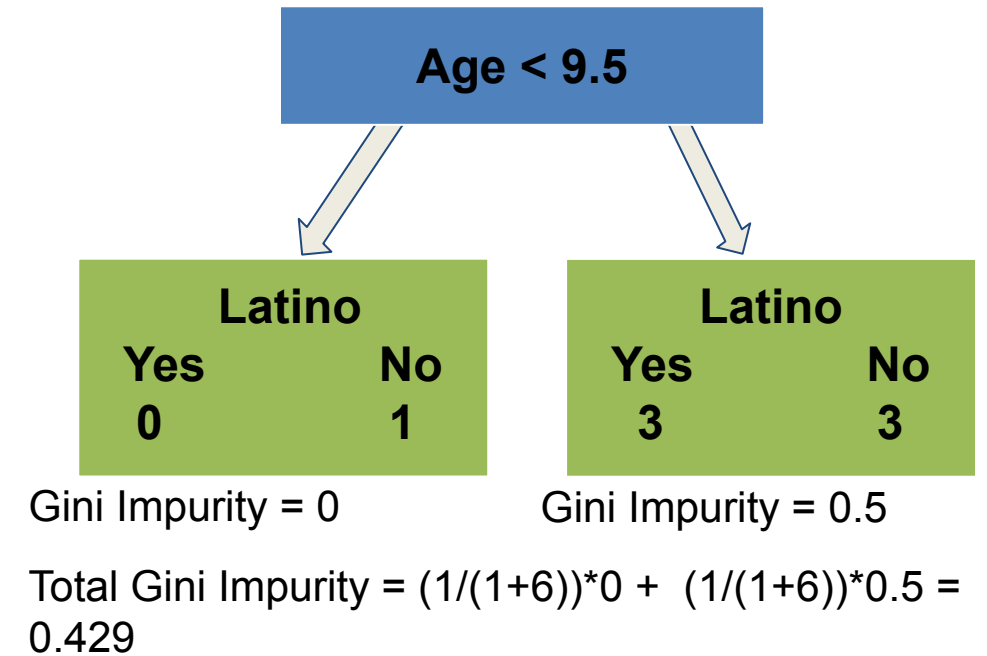 Age < 9.5
Latino Latino
Yes No Yes No
0 1 3 3
Gini Impurity = 0 Gini Impurity = 0.5
Total Gini Impurity = (1/(1+6))*0 + (1/(1+6))*0.5 =
0.429